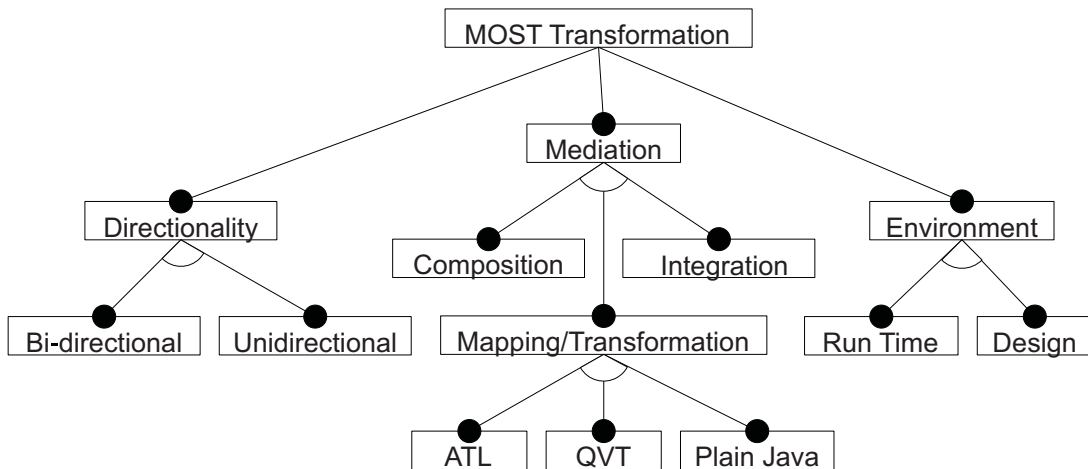 MOST Transformation
Mediation
Directionality
Environment
Composition
Integration
Bi-directional
Unidirectional
Mapping/Transformation
Run Time
Design
ATL
QVT
Plain Java